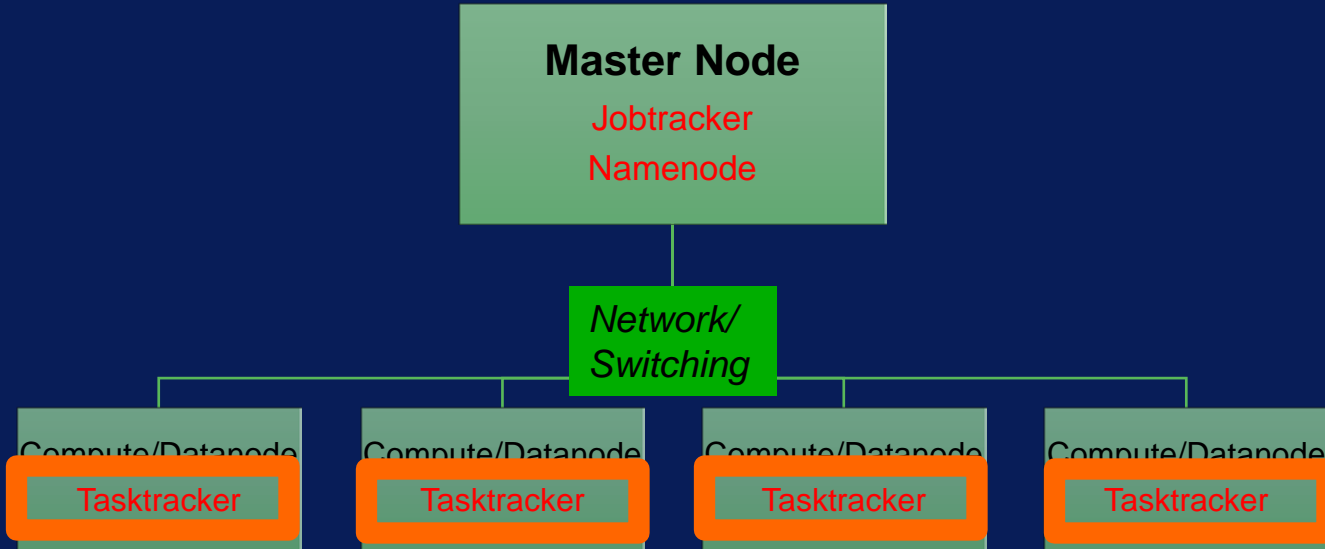 Master Node
Jobtracker
Namenode
Network/
Switching
Compute/Datanode
Compute/Datanode
Compute/Datanode
Compute/Datanode
Tasktracker
Tasktracker
Tasktracker
Tasktracker